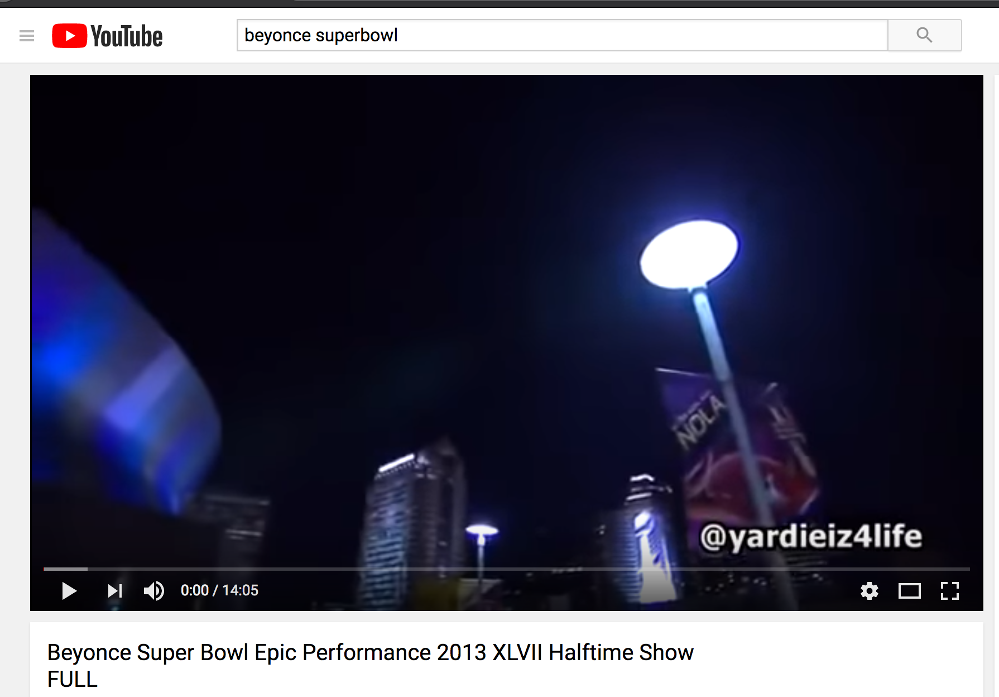 YouTube
beyonce superbowl
NOLA
@yardieiz4life
0:00 / 14:05
Beyonce Super Bowl Epic Performance 2013 XLVII Halftime Show
FULL